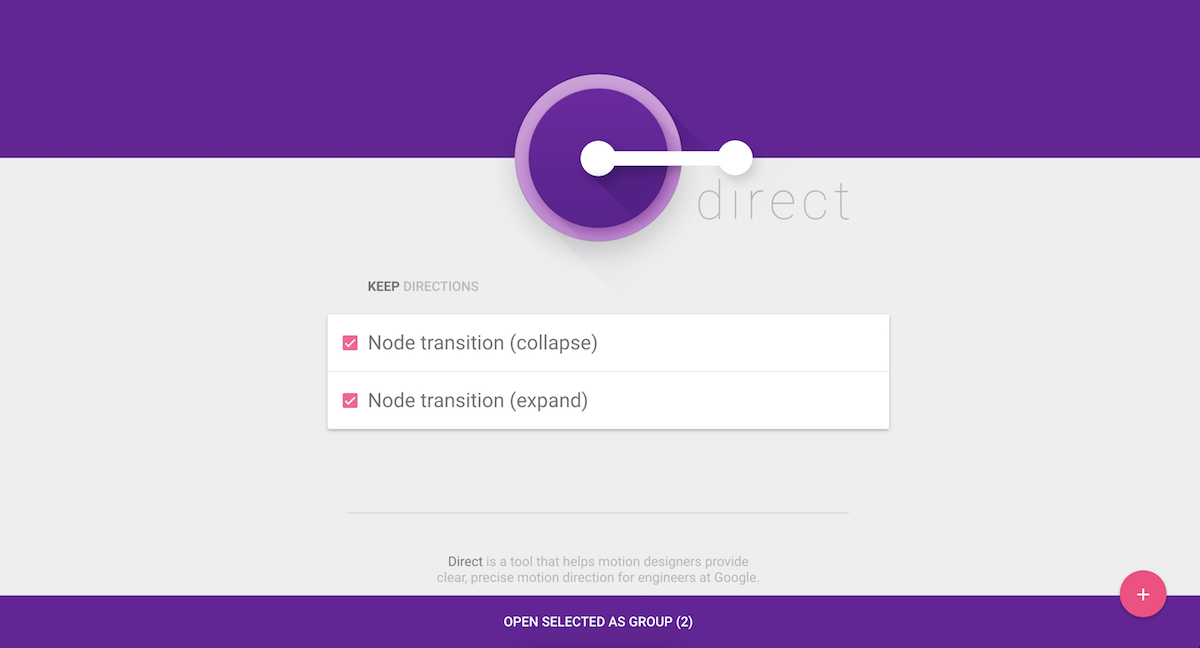 direct
KEEP DIRECTIONS
Node transition (collapse)
Node transition (expand)
Direct is a tool that helps motion designers provide
clear, precise motion direction for engineers at Google.
+
OPEN SELECTED AS GROUP (2)